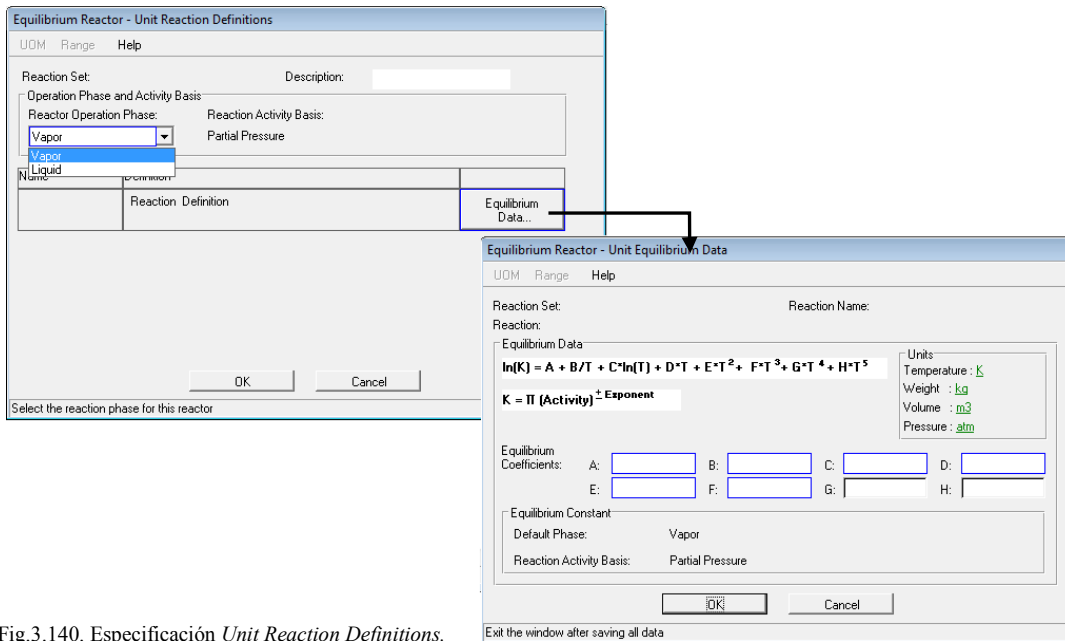 Equilibrium Reactor - Unit Reaction Definitions
UOM Range Help
Reaction Set: Description:
Operation Phase and Activity Basis
Reactor Operation Phase: Reaction Activity Basis:
Vapor Partial Pressure
Vapor
Liquid
Name Definition
Reaction Definition Equilibrium
Data...
OK Cancel
Select the reaction phase for this reactor
Equilibrium Reactor - Unit Equilibrium Data
UOM Range Help
Reaction Set: Reaction Name:
Reaction:
Equilibrium Data
ln(K) = A + B/T + C*ln(T) + D*T + E*T² + F*T³ + G*T⁴ + H*T⁵
K = Π (Activity)± Exponent
Units
Temperature : K
Weight : kg
Volume : m3
Pressure : atm
Equilibrium
Coefficients: A: B: C: D:
E: F: G: H:
Equilibrium Constant
Default Phase: Vapor
Reaction Activity Basis: Partial Pressure
OK Cancel
Exit the window after saving all data
Fig.3.140. Especificación Unit Reaction Definitions.